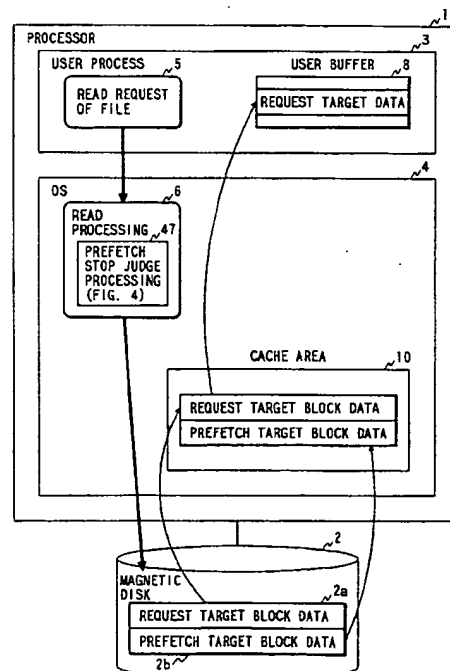 1
PROCESSOR
3
USER PROCESS
5
READ REQUEST
OF FILE
USER BUFFER
8
REQUEST TARGET DATA
4
OS
6
READ
PROCESSING
47
PREFETCH
STOP JUDGE
PROCESSING
(FIG. 4)
CACHE AREA
10
REQUEST TARGET BLOCK DATA
PREFETCH TARGET BLOCK DATA
2
MAGNETIC
DISK
2a
REQUEST TARGET BLOCK DATA
PREFETCH TARGET BLOCK DATA
2b